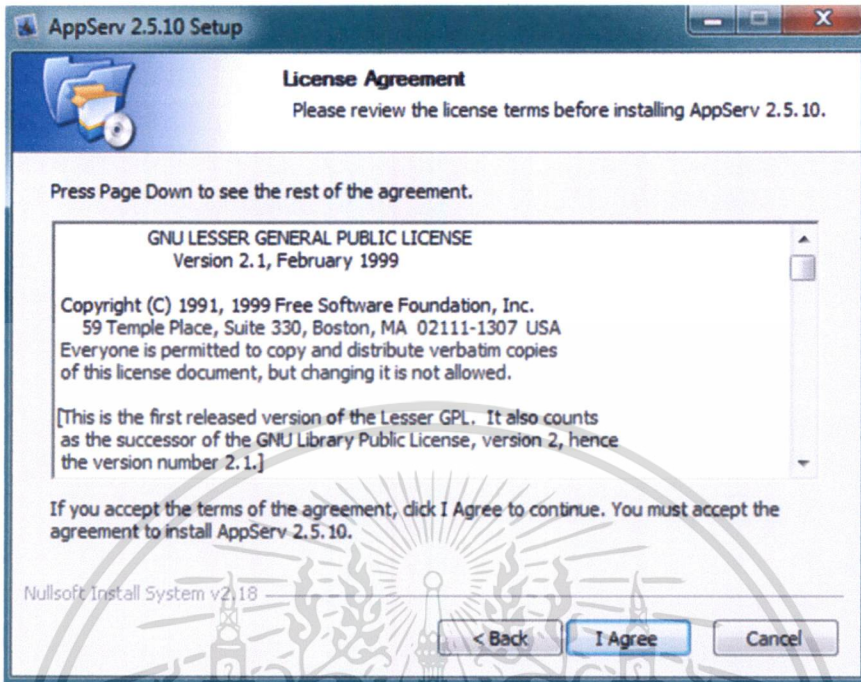 AppServ 2.5.10 Setup
License Agreement
Please review the license terms before installing AppServ 2.5.10.
Press Page Down to see the rest of the agreement.
GNU LESSER GENERAL PUBLIC LICENSE
Version 2.1, February 1999
Copyright (C) 1991, 1999 Free Software Foundation, Inc.
59 Temple Place, Suite 330, Boston, MA 02111-1307 USA
Everyone is permitted to copy and distribute verbatim copies
of this license document, but changing it is not allowed.
[This is the first released version of the Lesser GPL. It also counts
as the successor of the GNU Library Public License, version 2, hence
the version number 2.1.]
If you accept the terms of the agreement, click I Agree to continue. You must accept the
agreement to install AppServ 2.5.10.
Nullsoft Install System v2.18
< Back I Agree Cancel